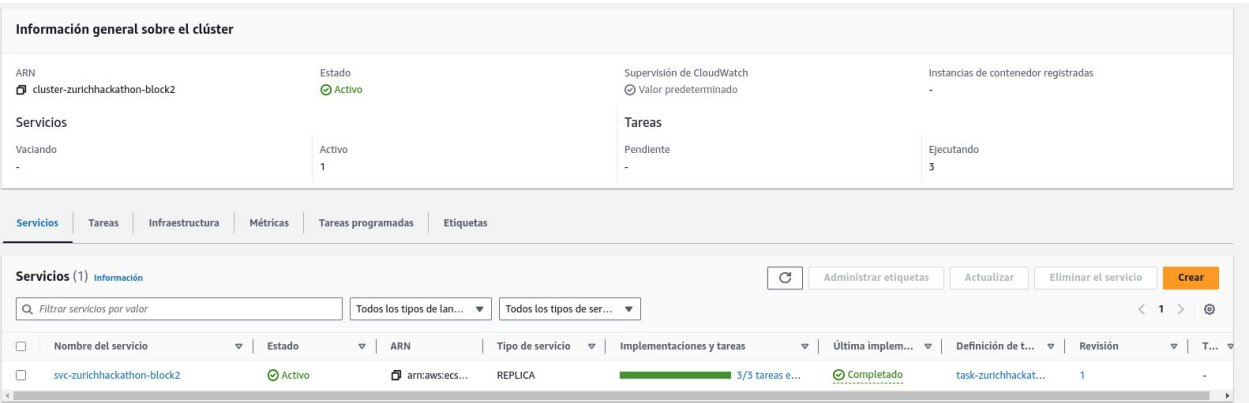 Información general sobre el clúster
ARN Estado Supervisión de CloudWatch Instancias de contenedor registradas
cluster-zurichhackathon-block2 Activo Valor predeterminado -
Servicios Tareas
Vaciando Activo Pendiente Ejecutando
- 1 - 3
Servicios Tareas Infraestructura Métricas Tareas programadas Etiquetas
Servicios (1) Información Administrar etiquetas Actualizar Eliminar el servicio Crear
Filtrar servicios por valor Todos los tipos de lan... Todos los tipos de ser... 1
Nombre del servicio Estado ARN Tipo de servicio Implementaciones y tareas Última implem... Definición de t... Revisión T...
svc-zurichhackathon-block2 Activo arn:aws:ecs... REPLICA 3/3 tareas e... Completado task-zurichhackat... 1 -